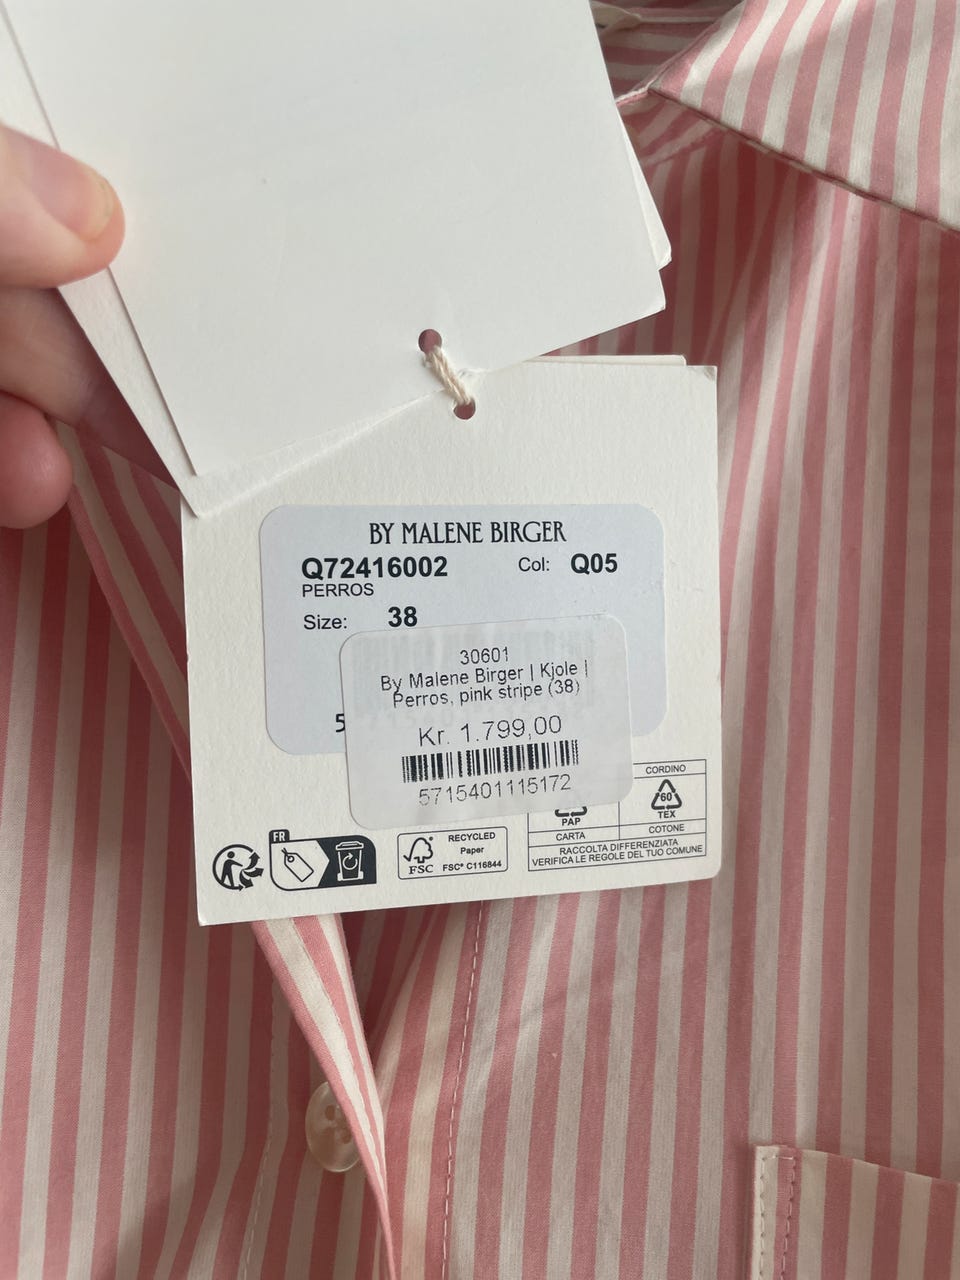 BY MALENE BIRGER
Q72416002 Col: Q05
PERROS
Size: 38
5
30601
By Malene Birger | Kjole |
Perros, pink stripe (38)
Kr. 1.799,00
5715401115172
FR
FSC
RECYCLED
Paper
FSC® C116844
PAP
CARTA
CORDINO
60
TEX
COTONE
RACCOLTA DIFFERENZIATA
VERIFICA LE REGOLE DEL TUO COMUNE